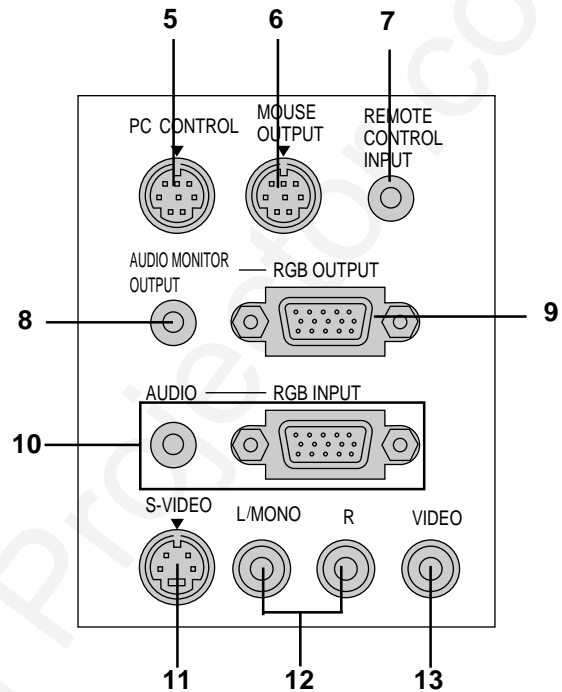 5 6 7
PC CONTROL
MOUSE
OUTPUT
REMOTE
CONTROL
INPUT
AUDIO MONITOR
OUTPUT
RGB OUTPUT
8
9
AUDIO
RGB INPUT
10
S-VIDEO
L/MONO
R
VIDEO
11 12 13